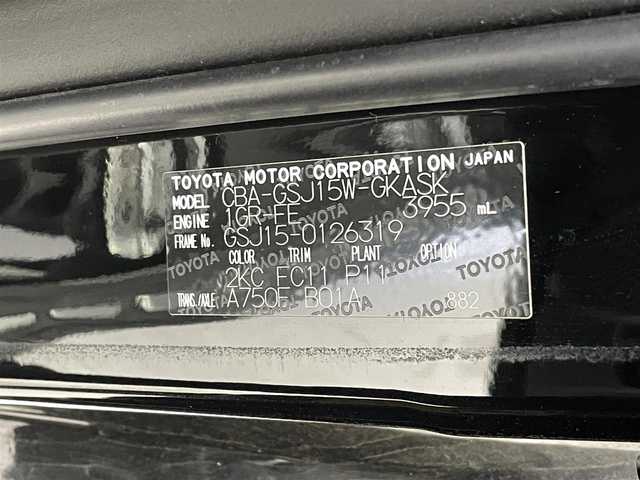 TOYOTA MOTOR CORPORATION JAPAN
MODEL CBA-GSJ15W-GKASK
ENGINE 1GR-FE 3955 mL
FRAME No. GSJ15-0126319
COLOR TRIM PLANT OPTION
2KC FC11 P11
TRANS./AXLE A750F B01A 882